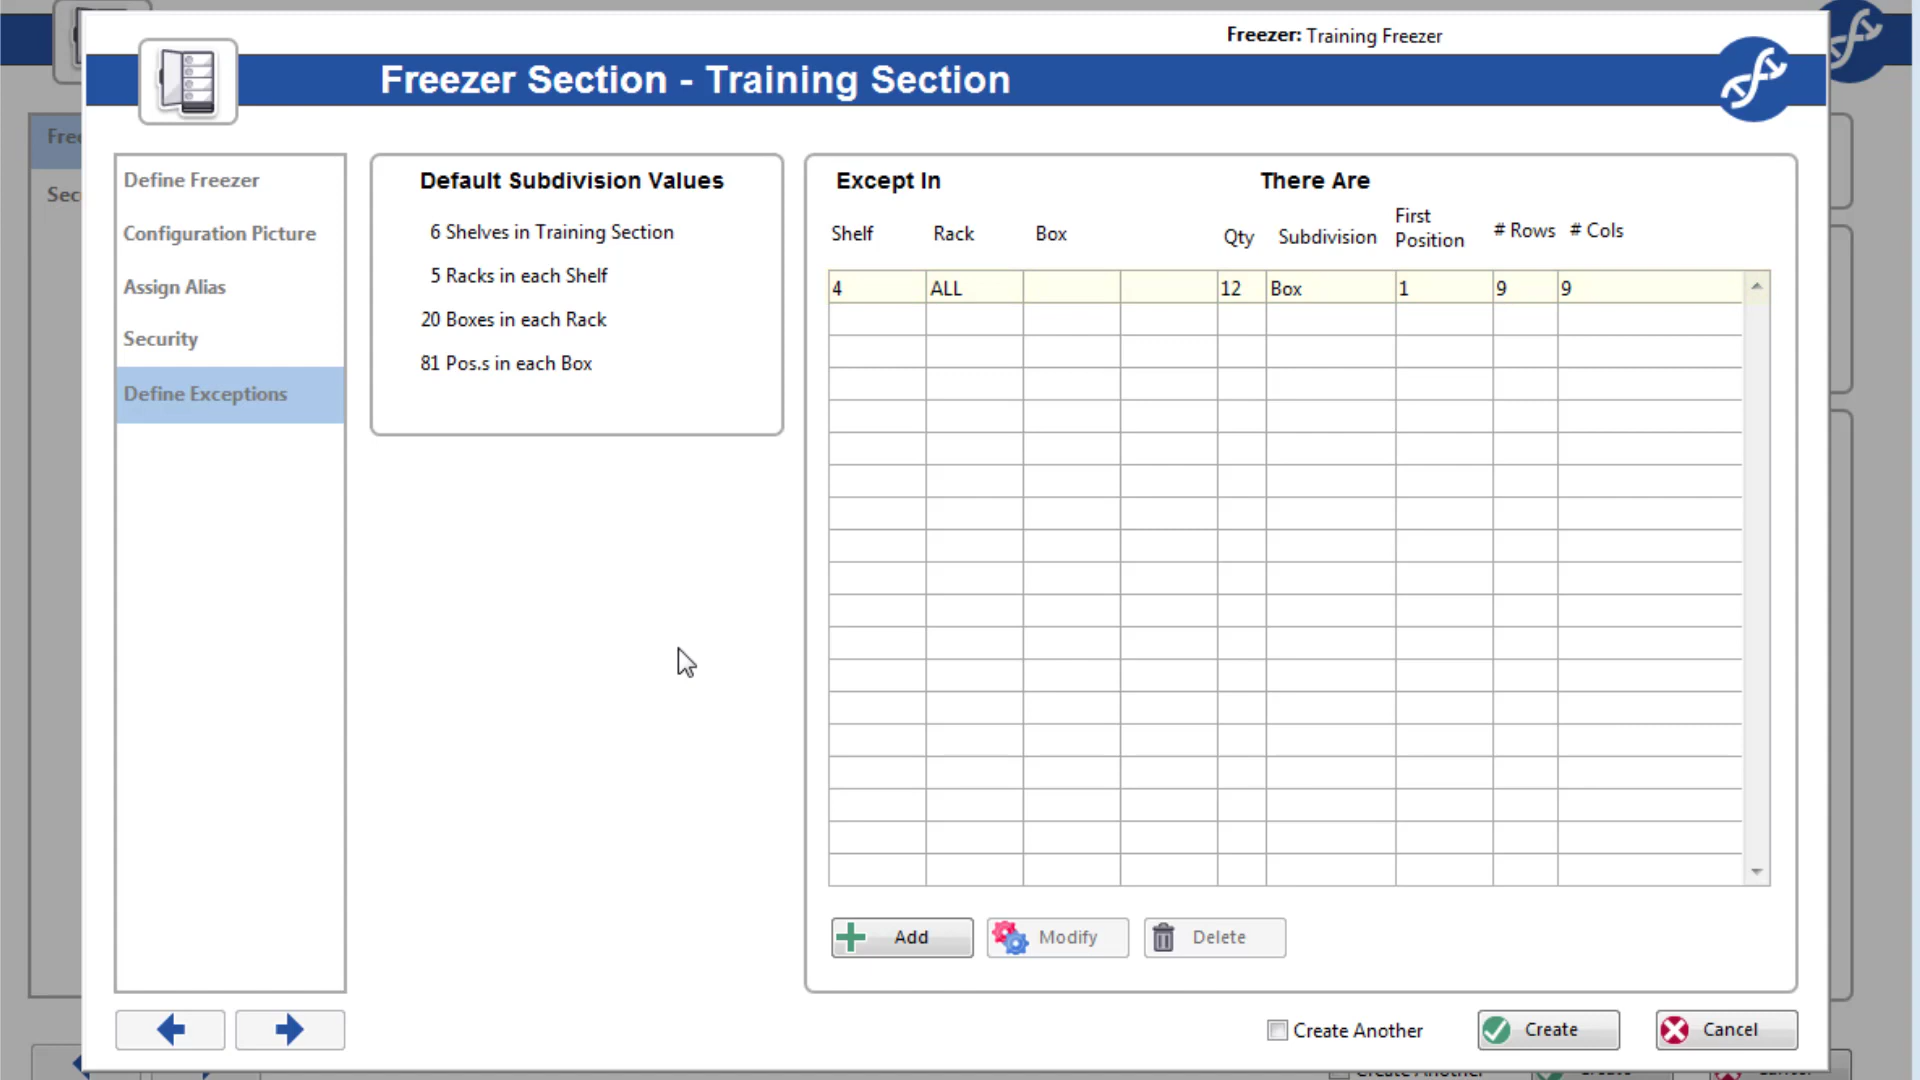 Freezer: Training Freezer
Freezer Section - Training Section
Free
Sec
Define Freezer
Configuration Picture
Assign Alias
Security
Define Exceptions
Default Subdivision Values
6 Shelves in Training Section
5 Racks in each Shelf
20 Boxes in each Rack
81 Pos.s in each Box
Except In There Are
Shelf Rack Box Qty Subdivision First Position # Rows # Cols
4 ALL 12 Box 1 9 9
Add Modify Delete
Create Another Create Cancel